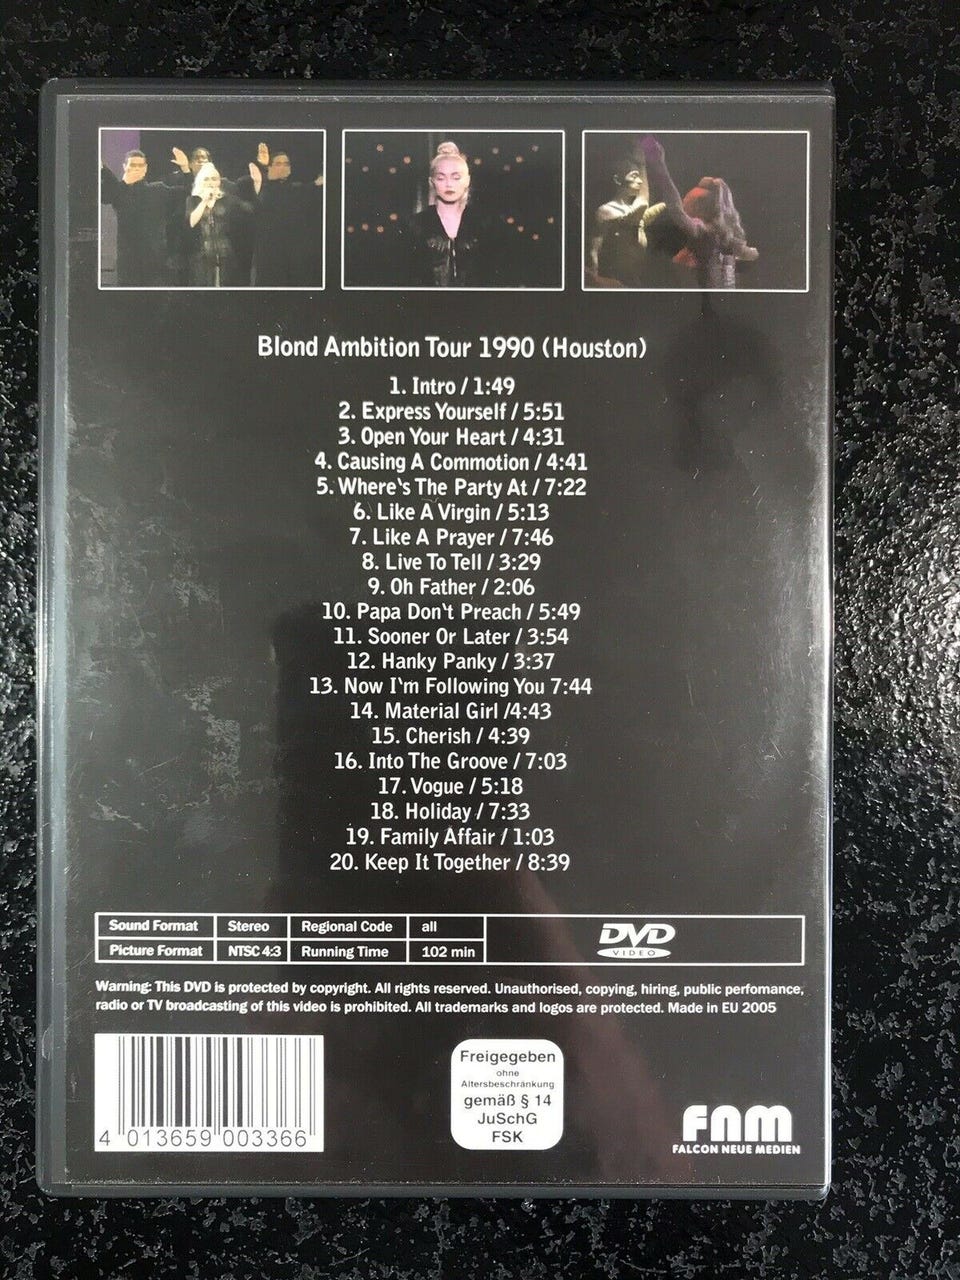 Blond Ambition Tour 1990 (Houston)
1. Intro / 1:49
2. Express Yourself / 5:51
3. Open Your Heart / 4:31
4. Causing A Commotion / 4:41
5. Where's The Party At / 7:22
6. Like A Virgin / 5:13
7. Like A Prayer / 7:46
8. Live To Tell / 3:29
9. Oh Father / 2:06
10. Papa Don't Preach / 5:49
11. Sooner Or Later / 3:54
12. Hanky Panky / 3:37
13. Now I'm Following You 7:44
14. Material Girl /4:43
15. Cherish / 4:39
16. Into The Groove / 7:03
17. Vogue / 5:18
18. Holiday / 7:33
19. Family Affair / 1:03
20. Keep It Together / 8:39
Sound Format Stereo Regional Code all
Picture Format NTSC 4:3 Running Time 102 min
DVD
VIDEO
Warning: This DVD is protected by copyright. All rights reserved. Unauthorised, copying, hiring, public perfomance,
radio or TV broadcasting of this video is prohibited. All trademarks and logos are protected. Made in EU 2005
4 013659 003366
Freigegeben
ohne
Altersbeschränkung
gemäß § 14
JuSchG
FSK
FNM
FALCON NEUE MEDIEN